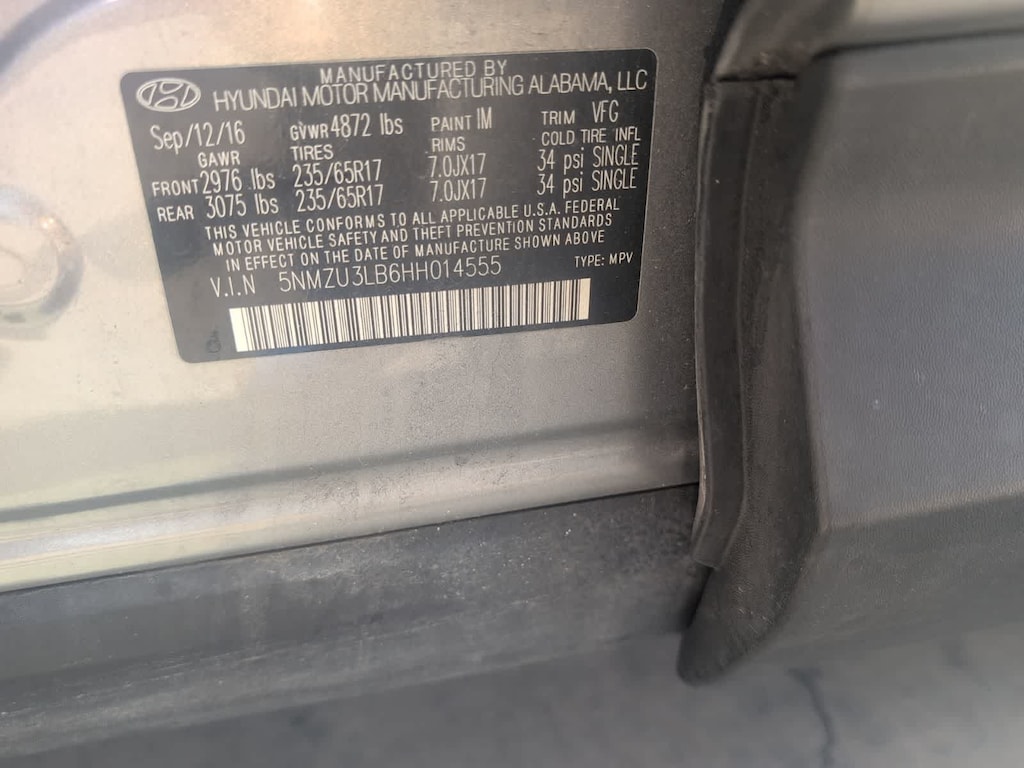 MANUFACTURED BY
HYUNDAI MOTOR MANUFACTURING ALABAMA, LLC
Sep/12/16 GVWR 4872 lbs PAINT IM TRIM VFG
GAWR TIRES RIMS COLD TIRE INFL
FRONT 2976 lbs 235/65R17 7.0JX17 34 psi SINGLE
REAR 3075 lbs 235/65R17 7.0JX17 34 psi SINGLE
THIS VEHICLE CONFORMS TO ALL APPLICABLE U.S.A. FEDERAL
MOTOR VEHICLE SAFETY AND THEFT PREVENTION STANDARDS
IN EFFECT ON THE DATE OF MANUFACTURE SHOWN ABOVE
V.I.N 5NMZU3LB6HH014555 TYPE: MPV